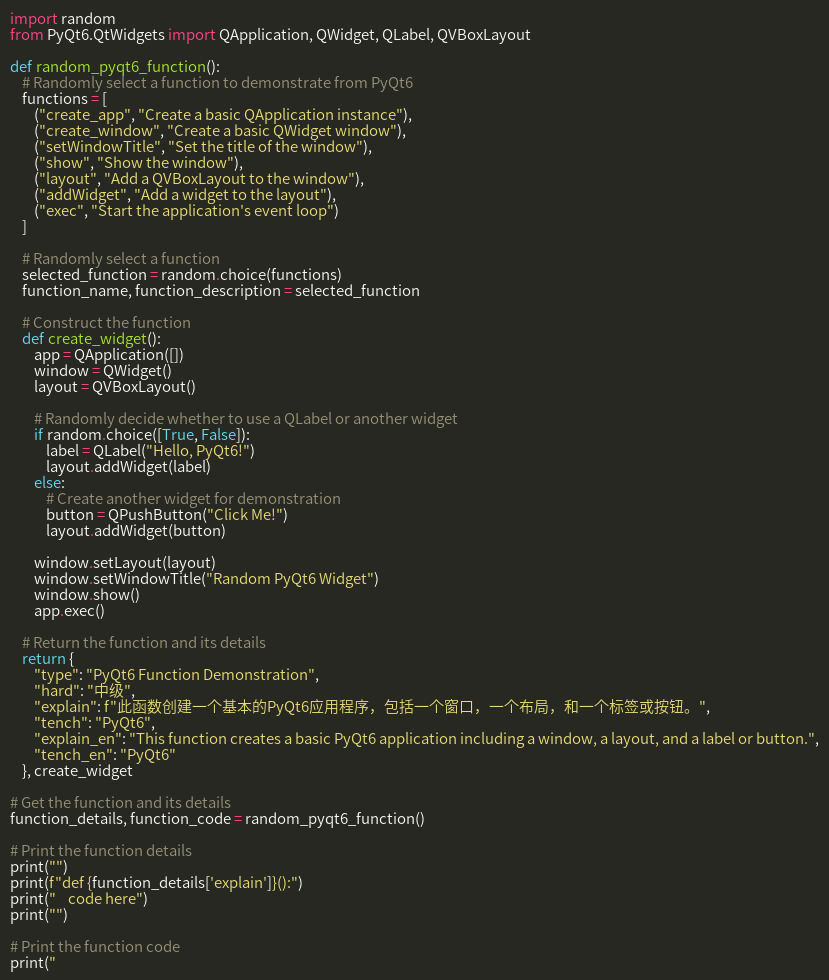 import random
from PyQt6.QtWidgets import QApplication, QWidget, QLabel, QVBoxLayout

def random_pyqt6_function():
    # Randomly select a function to demonstrate from PyQt6
    functions = [
        ("create_app", "Create a basic QApplication instance"),
        ("create_window", "Create a basic QWidget window"),
        ("setWindowTitle", "Set the title of the window"),
        ("show", "Show the window"),
        ("layout", "Add a QVBoxLayout to the window"),
        ("addWidget", "Add a widget to the layout"),
        ("exec", "Start the application's event loop")
    ]

    # Randomly select a function
    selected_function = random.choice(functions)
    function_name, function_description = selected_function

    # Construct the function
    def create_widget():
        app = QApplication([])
        window = QWidget()
        layout = QVBoxLayout()

        # Randomly decide whether to use a QLabel or another widget
        if random.choice([True, False]):
            label = QLabel("Hello, PyQt6!")
            layout.addWidget(label)
        else:
            # Create another widget for demonstration
            button = QPushButton("Click Me!")
            layout.addWidget(button)

        window.setLayout(layout)
        window.setWindowTitle("Random PyQt6 Widget")
        window.show()
        app.exec()

    # Return the function and its details
    return {
        "type": "PyQt6 Function Demonstration",
        "hard": "中级",
        "explain": f"此函数创建一个基本的PyQt6应用程序，包括一个窗口，一个布局，和一个标签或按钮。",
        "tench": "PyQt6",
        "explain_en": "This function creates a basic PyQt6 application including a window, a layout, and a label or button.",
        "tench_en": "PyQt6"
    }, create_widget

# Get the function and its details
function_details, function_code = random_pyqt6_function()

# Print the function details
print("")
print(f"def {function_details['explain']}():")
print("    code here")
print("")

# Print the function code
print("